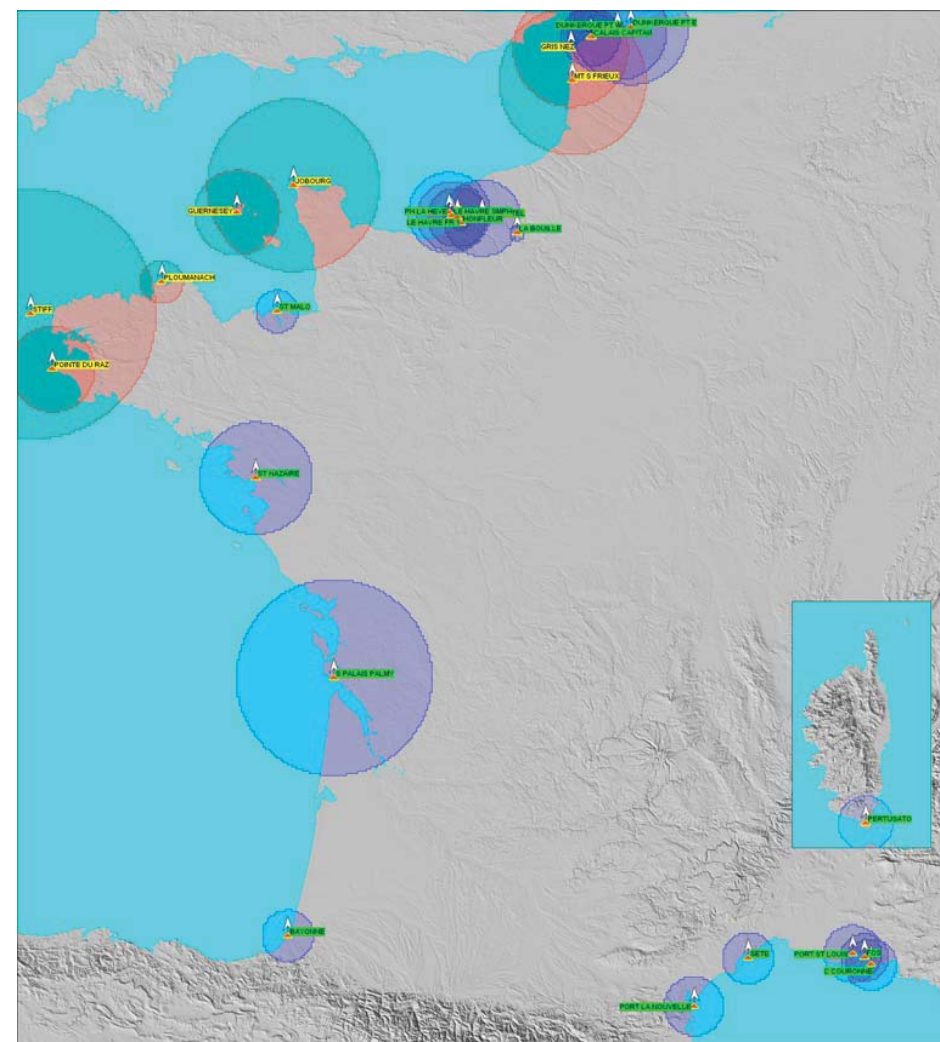 DUNKERQUE PT E
CALAIS CAPITAI
GRIS NEZ
MT S FRIEUX
JOBOURG
GUERNESEY
PH LA HEVE
LE HAVRE SMPH
TEL
LE HAVRE FR
HONFLEUR
LA BOUILLE
PLOUMANACH
ST MALO
STIFF
POINTE DU RAZ
ST NAZAIRE
S PALAIS PALMY
PERTUSATO
BAYONNE
SETE
PORT ST LOUIS
FOS
C COURONNE
PORT LA NOUVELLE